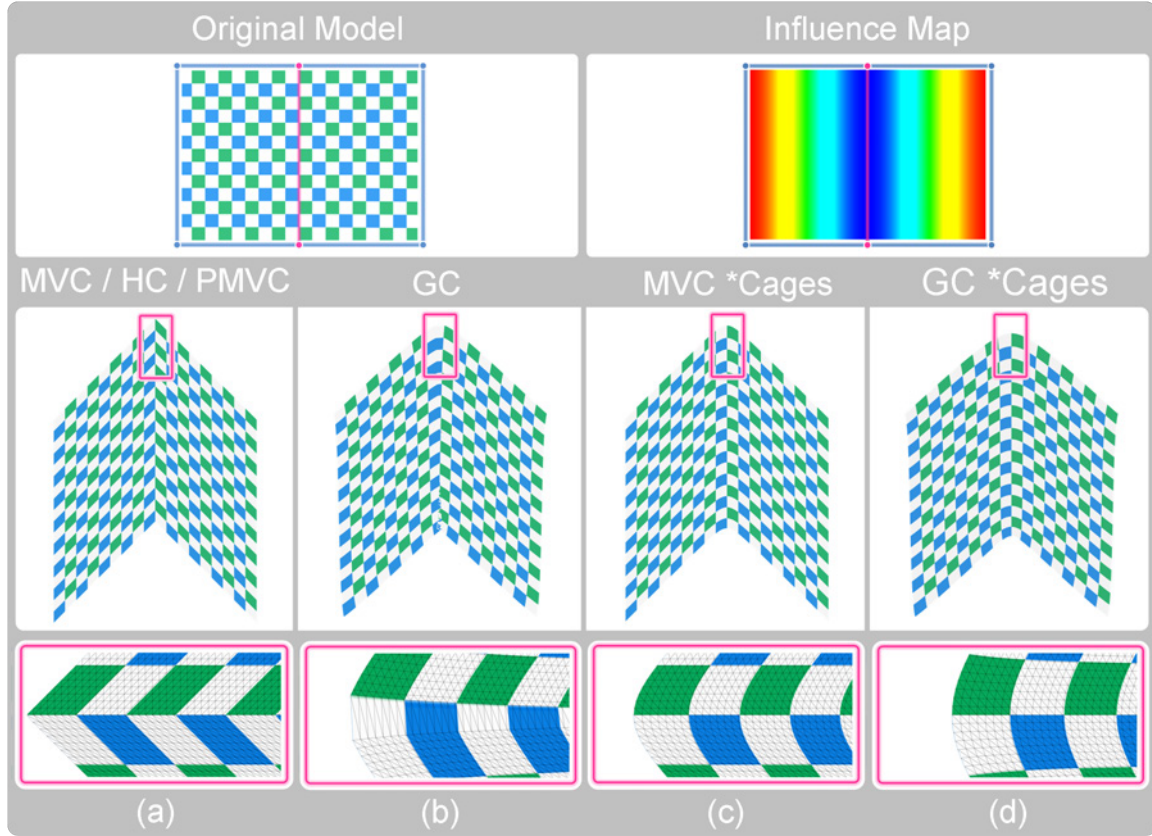 Original Model
Influence Map
MVC / HC / PMVC
GC
MVC *Cages
GC *Cages
(a)
(b)
(c)
(d)